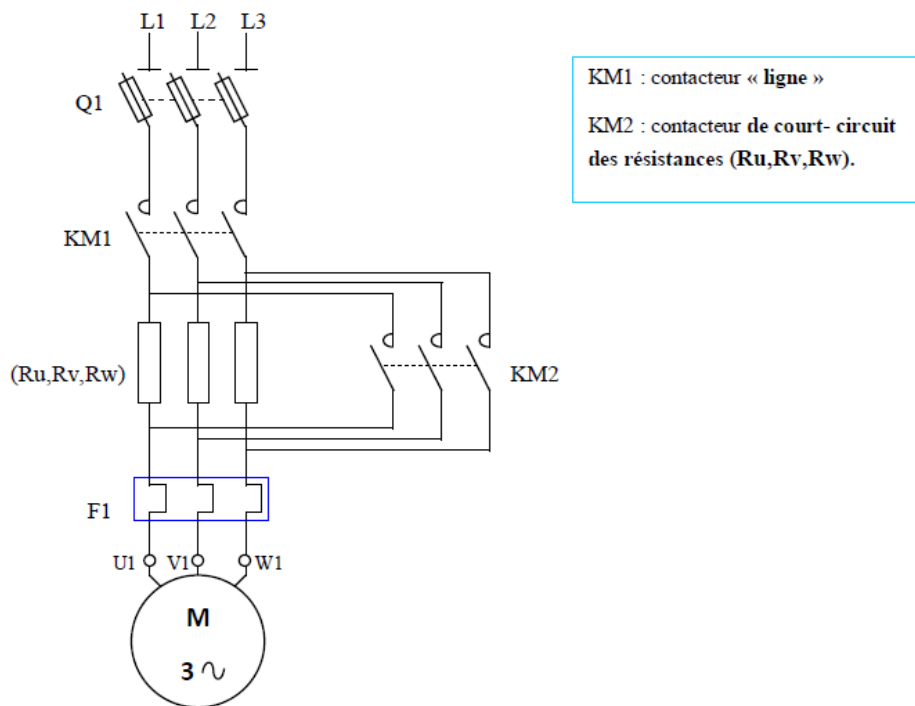 L1 L2 L3
Q1
KM1 : contacteur « ligne »
KM2 : contacteur de court- circuit
des résistances (Ru,Rv,Rw).
KM1
(Ru,Rv,Rw)
KM2
F1
U1 V1 W1
M
3